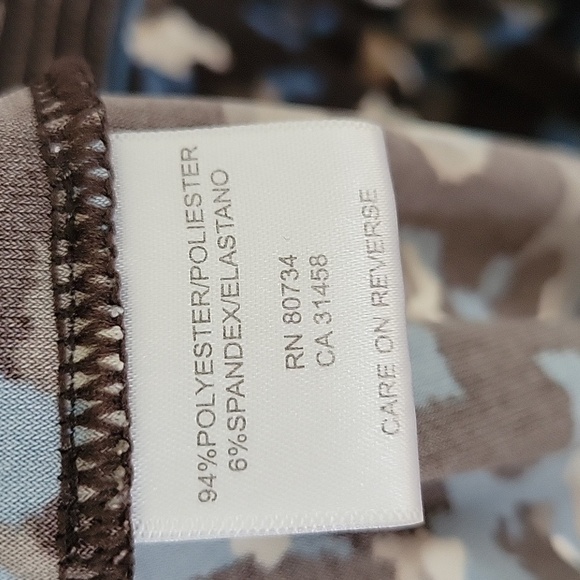 94%POLYESTER/POLIESTER
6%SPANDEX/ELASTANO
RN 80734
CA 31458
CARE ON REVERSE